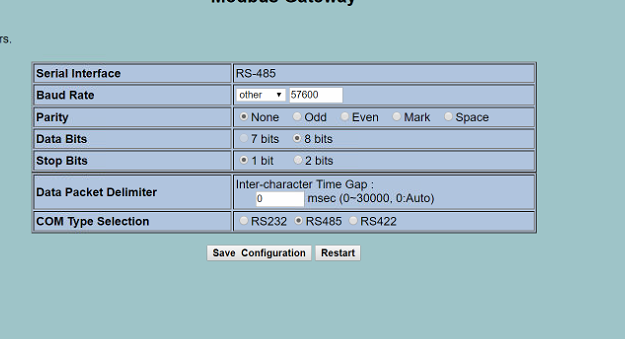 Modbus Gateway
rs.
Serial Interface RS-485
Baud Rate other 57600
Parity None Odd Even Mark Space
Data Bits 7 bits 8 bits
Stop Bits 1 bit 2 bits
Data Packet Delimiter Inter-character Time Gap :
0 msec (0~30000, 0:Auto)
COM Type Selection RS232 RS485 RS422
Save Configuration Restart